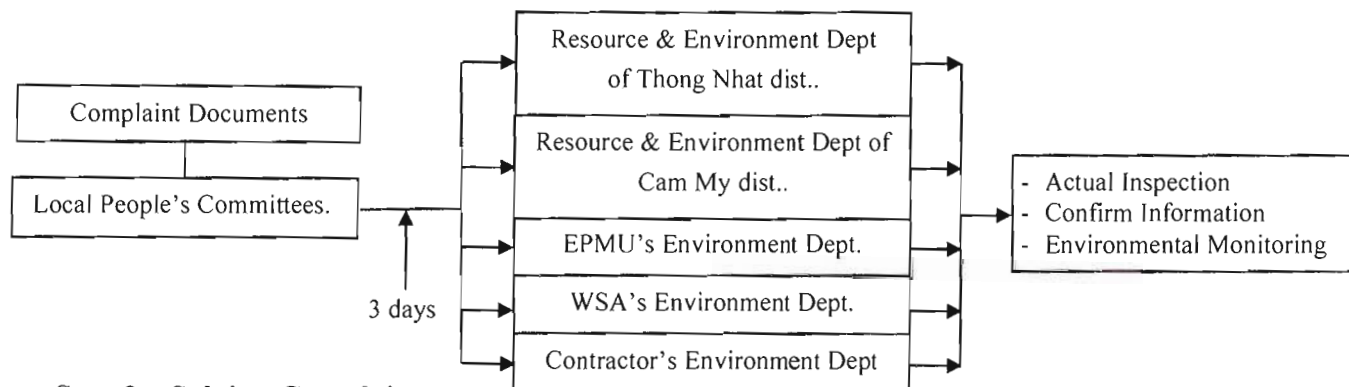 Complaint Documents
Local People's Committees.
3 days
Resource & Environment Dept
of Thong Nhat dist..
Resource & Environment Dept of
Cam My dist..
EPMU's Environment Dept.
WSA's Environment Dept.
Contractor's Environment Dept
- Actual Inspection
- Confirm Information
- Environmental Monitoring